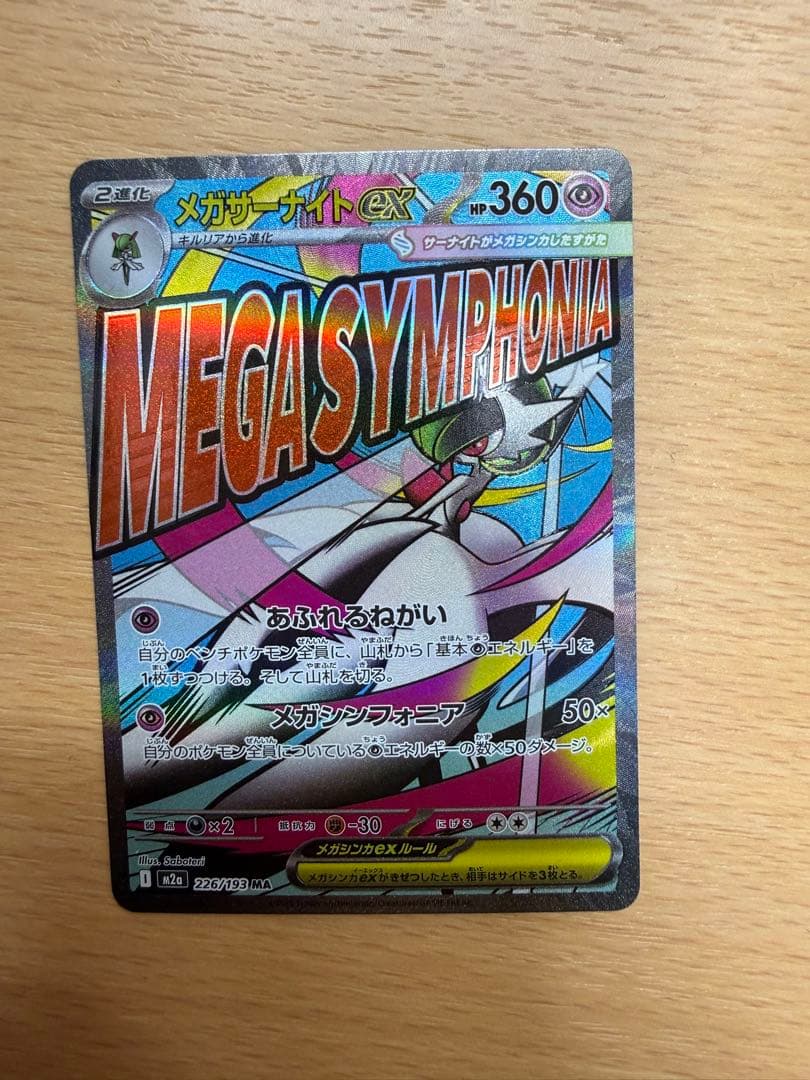 2進化
メガサーナイトex
HP360
キルリアから進化
サーナイトがメガシンカしたすがた
MEGASYMPHONIA
あふれるねがい
自分のベンチポケモン全員に、山札から「基本エネルギー」を
1枚ずつつける。そして山札を切る。
メガシンフォニア 50×
自分のポケモン全員についているエネルギーの数×50ダメージ。
弱点 ×2 抵抗力 -30 にげる
メガシンカexルール
メガシンカexがきぜつしたとき、相手はサイドを3枚とる。
Illus. Saboteri
I M2a 226/193 MA